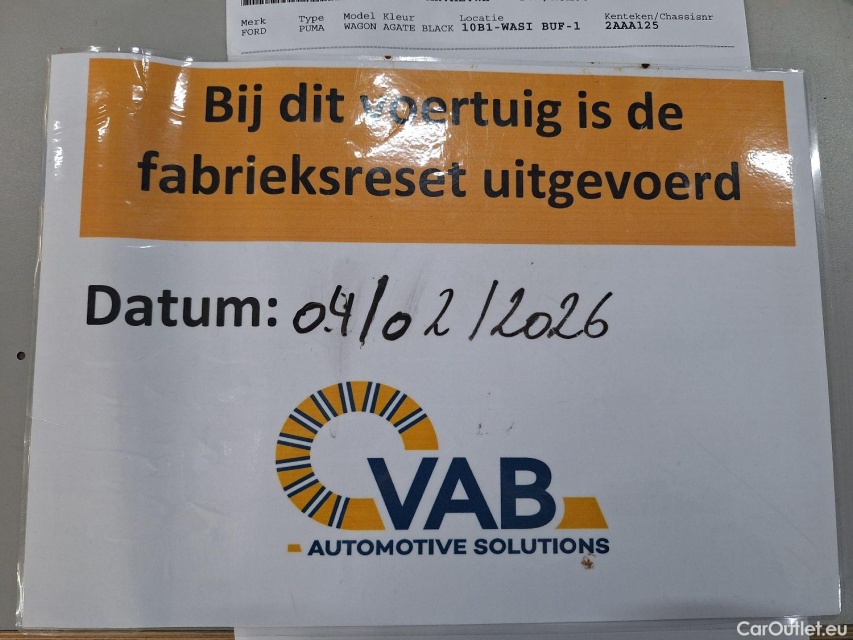 Merk Type Model Kleur Locatie Kenteken/Chassisnr
FORD PUMA WAGON AGATE BLACK 10B1-WASI BUF-1 2AAA125
Bij dit voertuig is de
fabrieksreset uitgevoerd
Datum: 04/02/2026
VAB
AUTOMOTIVE SOLUTIONS
CarOutlet.eu